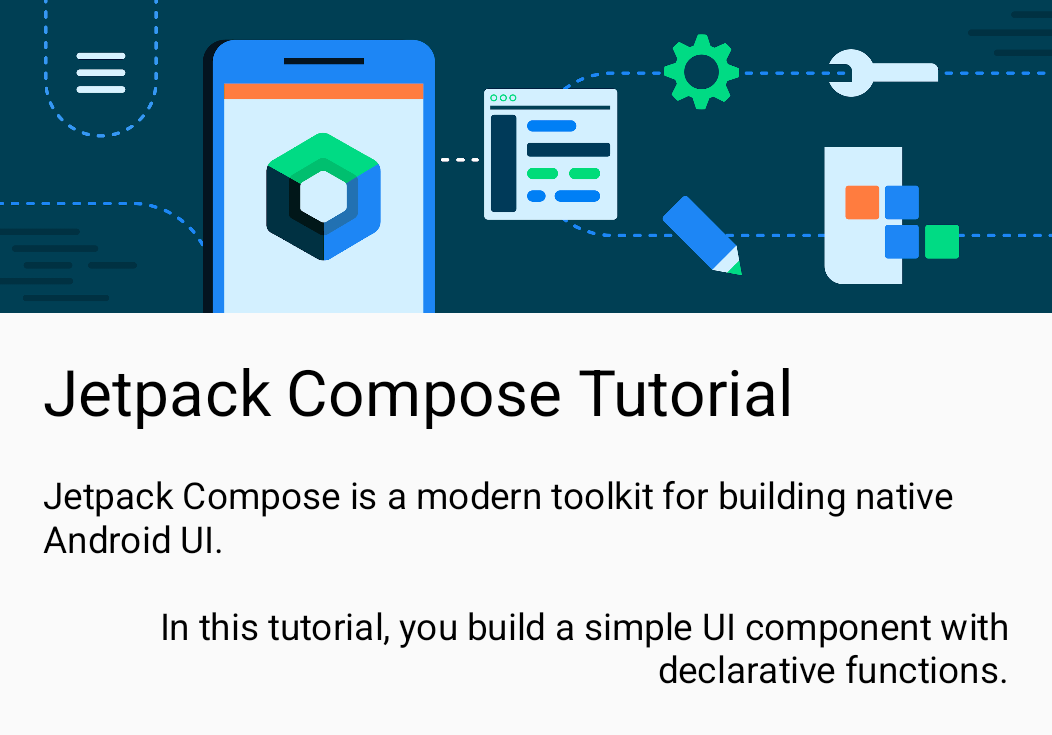 Jetpack Compose Tutorial
Jetpack Compose is a modern toolkit for building native
Android UI.
In this tutorial, you build a simple UI component with
declarative functions.